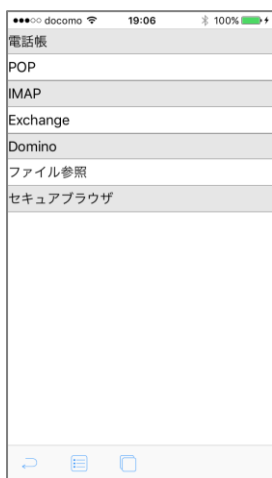 docomo 19:06 100%
電話帳
POP
IMAP
Exchange
Domino
ファイル参照
セキュアブラウザ